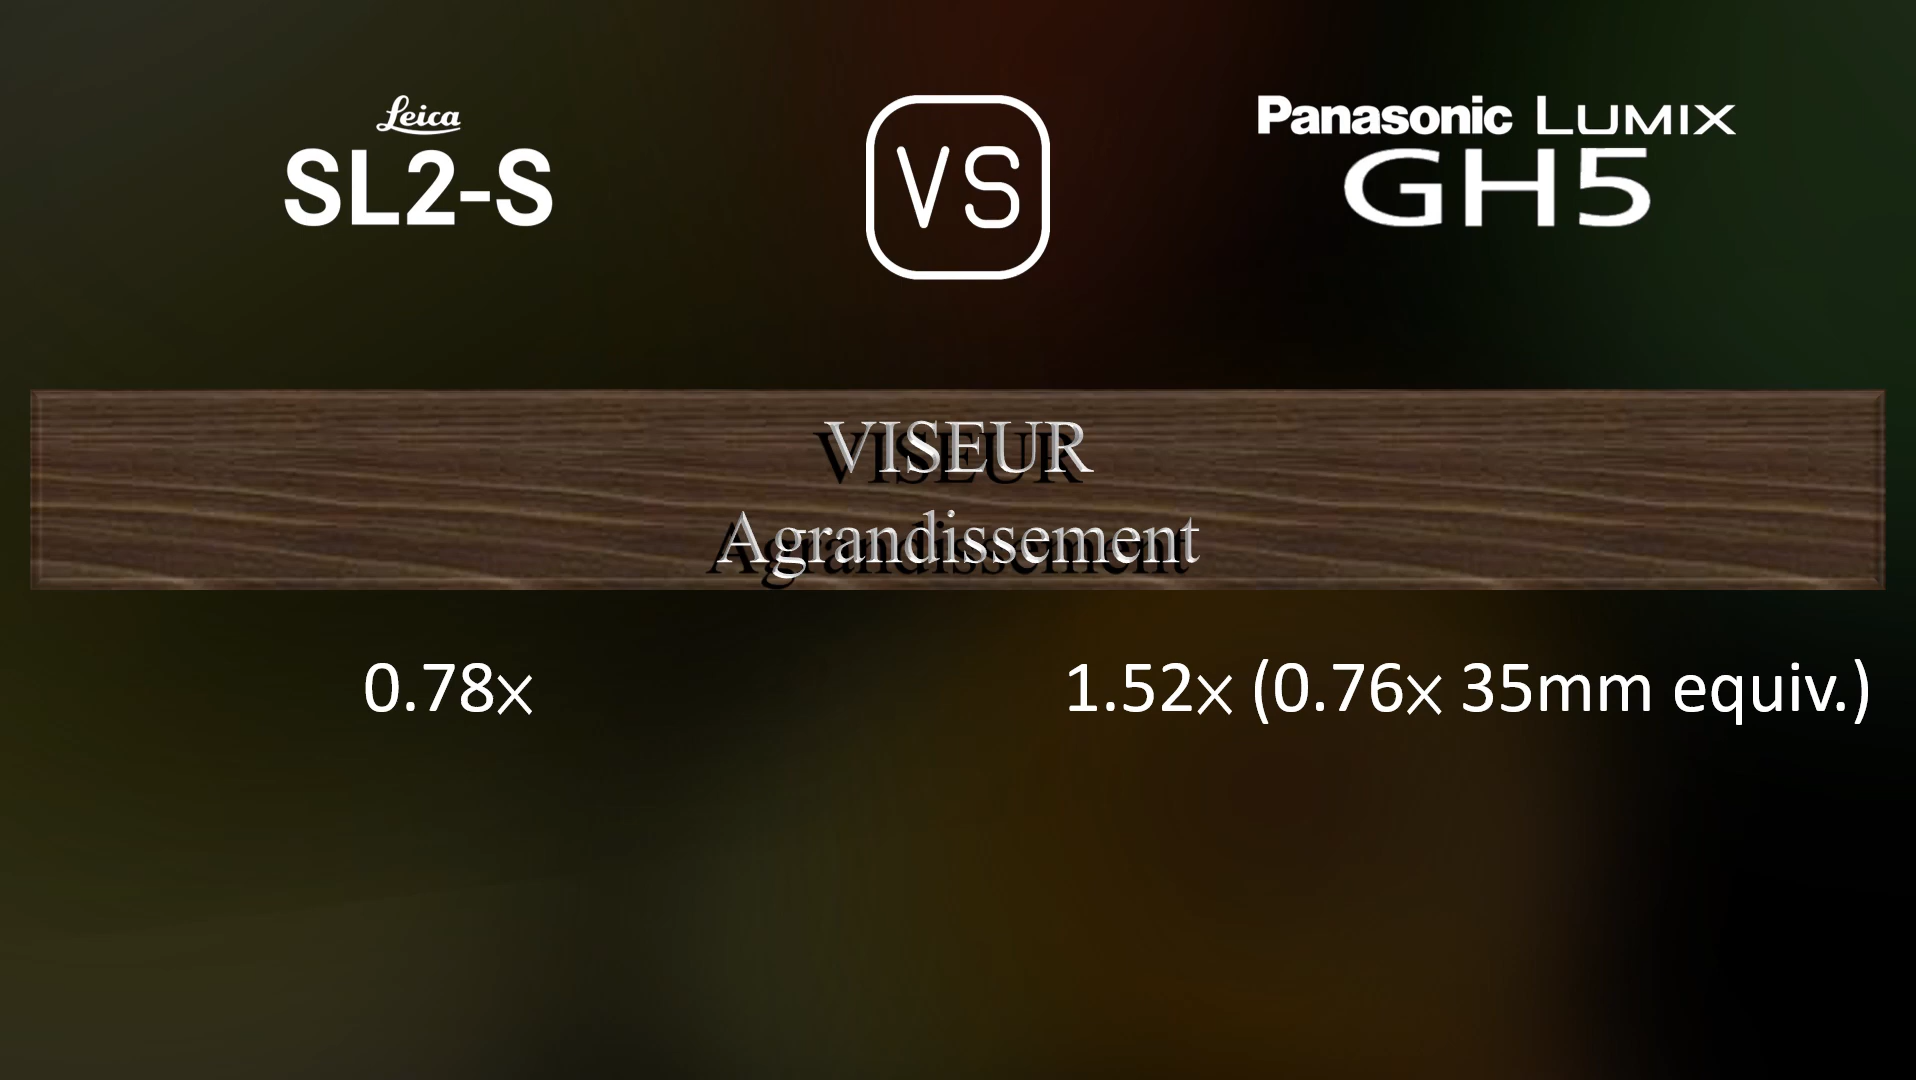 Leica
SL2-S
VS
Panasonic LUMIX
GH5
VISEUR
Agrandissement
0.78x
1.52x (0.76x 35mm equiv.)